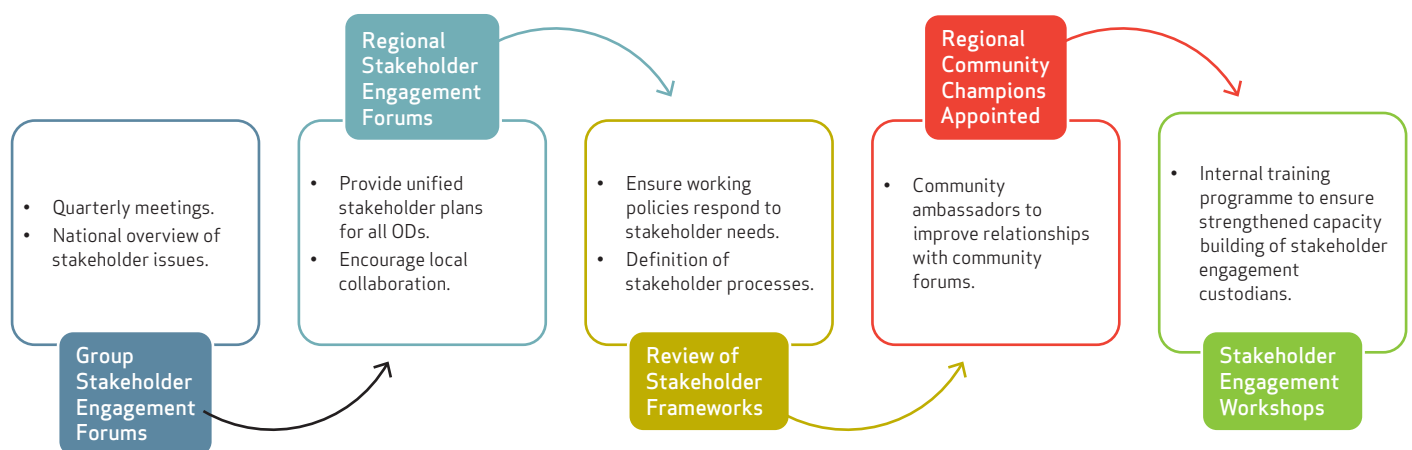 • Quarterly meetings.
• National overview of
stakeholder issues.
Group
Stakeholder
Engagement
Forums
Regional
Stakeholder
Engagement
Forums
• Provide unified
stakeholder plans
for all ODs.
• Encourage local
collaboration.
• Ensure working
policies respond to
stakeholder needs.
• Definition of
stakeholder processes.
Review of
Stakeholder
Frameworks
Regional
Community
Champions
Appointed
• Community
ambassadors to
improve relationships
with community
forums.
• Internal training
programme to ensure
strengthened capacity
building of stakeholder
engagement
custodians.
Stakeholder
Engagement
Workshops